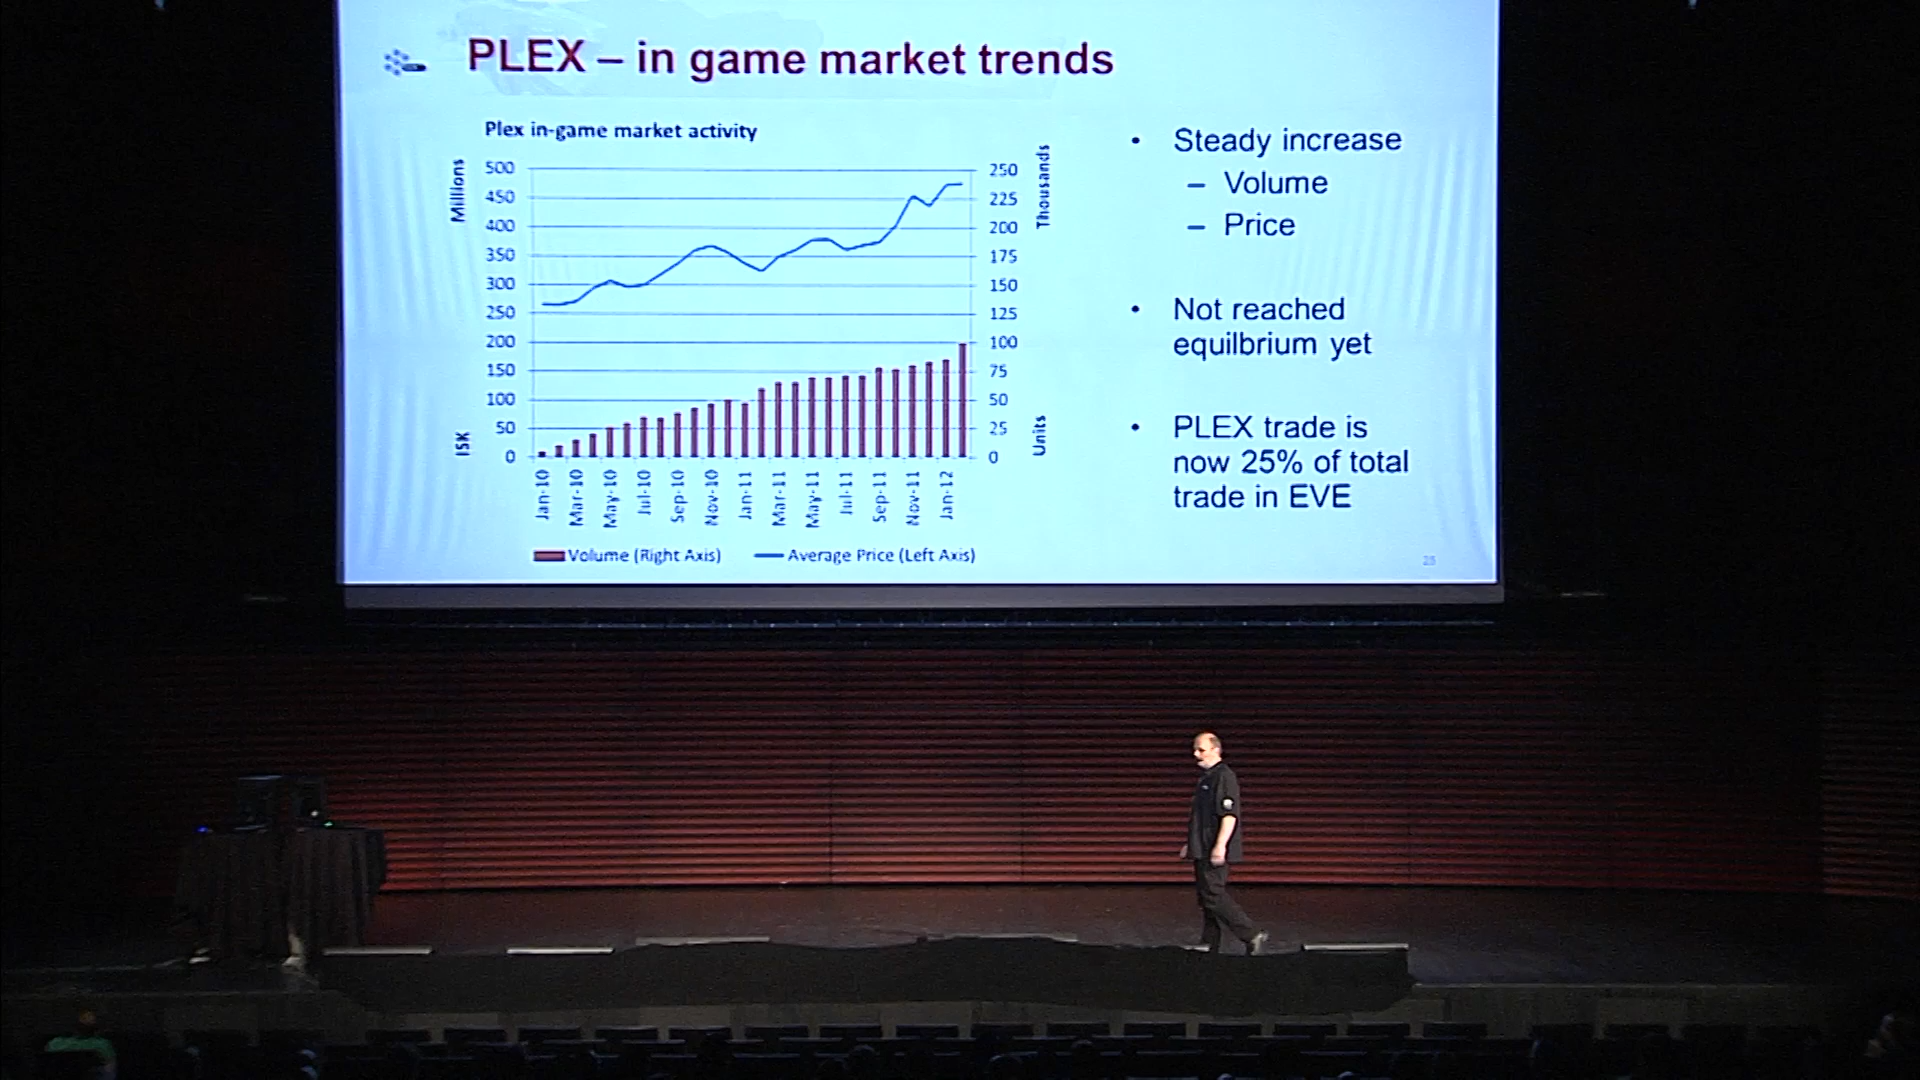 PLEX – in game market trends
Plex in-game market activity
Millions
ISK
500
450
400
350
300
250
200
150
100
50
0
250
225
200
175
150
125
100
75
50
25
0
Thousands
Units
Jan-10
Mar-10
May-10
Jul-10
Sep-10
Nov-10
Jan-11
Mar-11
May-11
Jul-11
Sep-11
Nov-11
Jan-12
Volume (Right Axis)
Average Price (Left Axis)
• Steady increase
– Volume
– Price
• Not reached
equilbrium yet
• PLEX trade is
now 25% of total
trade in EVE